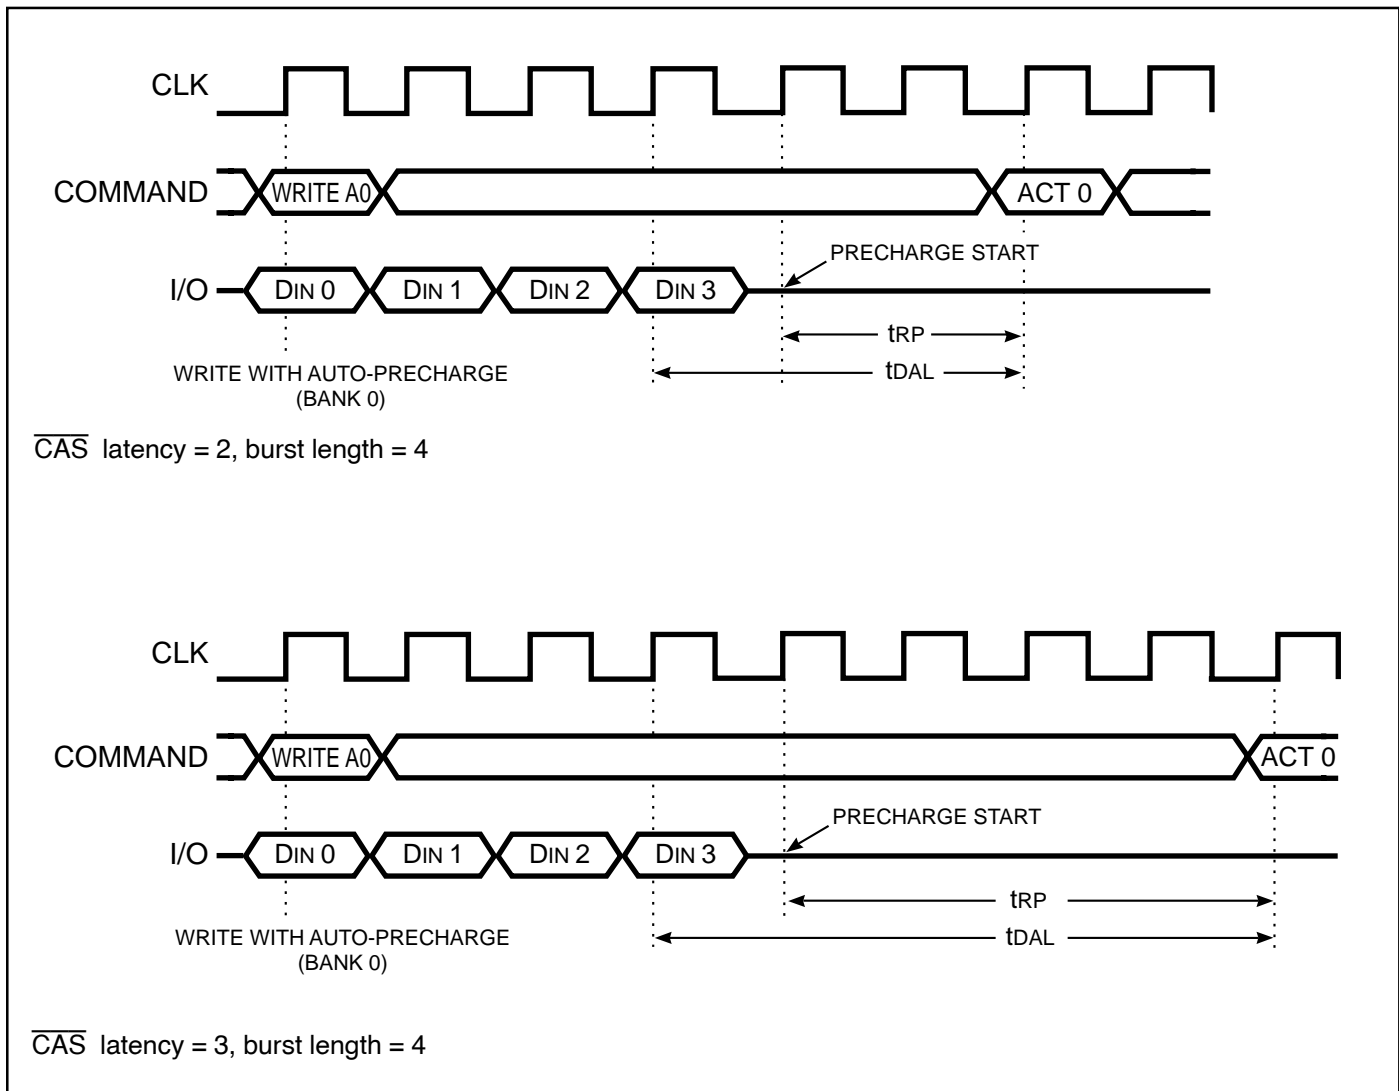 CLK
COMMAND
WRITE A0
ACT 0
PRECHARGE START
I/O
DIN 0
DIN 1
DIN 2
DIN 3
tRP
tDAL
WRITE WITH AUTO-PRECHARGE
(BANK 0)
CAS latency = 2, burst length = 4
CLK
COMMAND
WRITE A0
ACT 0
PRECHARGE START
I/O
DIN 0
DIN 1
DIN 2
DIN 3
tRP
tDAL
WRITE WITH AUTO-PRECHARGE
(BANK 0)
CAS latency = 3, burst length = 4